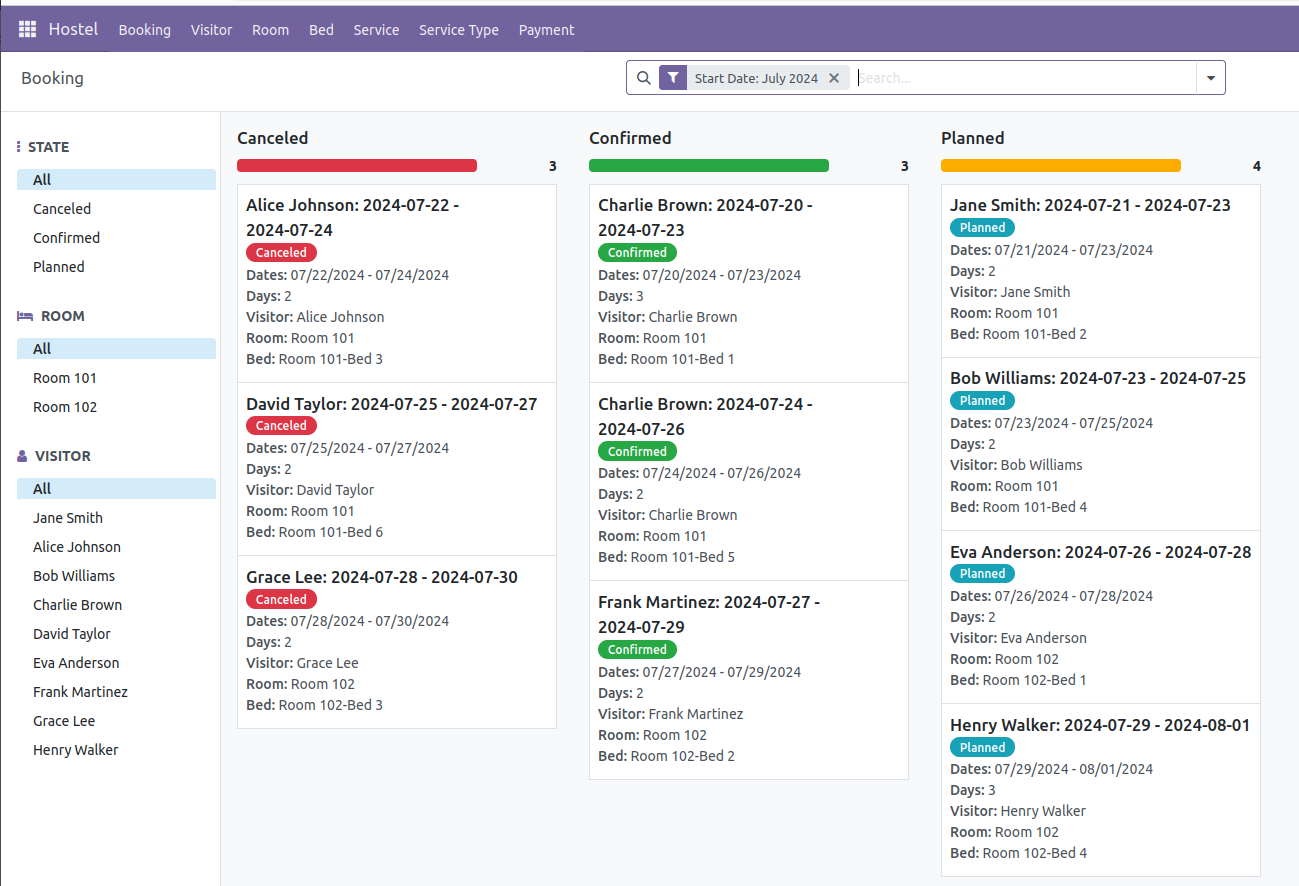 Hostel Booking Visitor Room Bed Service Service Type Payment
Booking
Start Date: July 2024
Search...
STATE
All
Canceled
Confirmed
Planned
ROOM
All
Room 101
Room 102
VISITOR
All
Jane Smith
Alice Johnson
Bob Williams
Charlie Brown
David Taylor
Eva Anderson
Frank Martinez
Grace Lee
Henry Walker
Canceled
3
Alice Johnson: 2024-07-22 -
2024-07-24
Canceled
Dates: 07/22/2024 - 07/24/2024
Days: 2
Visitor: Alice Johnson
Room: Room 101
Bed: Room 101-Bed 3
David Taylor: 2024-07-25 - 2024-07-27
Canceled
Dates: 07/25/2024 - 07/27/2024
Days: 2
Visitor: David Taylor
Room: Room 101
Bed: Room 101-Bed 6
Grace Lee: 2024-07-28 - 2024-07-30
Canceled
Dates: 07/28/2024 - 07/30/2024
Days: 2
Visitor: Grace Lee
Room: Room 102
Bed: Room 102-Bed 3
Confirmed
3
Charlie Brown: 2024-07-20 -
2024-07-23
Confirmed
Dates: 07/20/2024 - 07/23/2024
Days: 3
Visitor: Charlie Brown
Room: Room 101
Bed: Room 101-Bed 1
Charlie Brown: 2024-07-24 -
2024-07-26
Confirmed
Dates: 07/24/2024 - 07/26/2024
Days: 2
Visitor: Charlie Brown
Room: Room 101
Bed: Room 101-Bed 5
Frank Martinez: 2024-07-27 -
2024-07-29
Confirmed
Dates: 07/27/2024 - 07/29/2024
Days: 2
Visitor: Frank Martinez
Room: Room 102
Bed: Room 102-Bed 2
Planned
4
Jane Smith: 2024-07-21 - 2024-07-23
Planned
Dates: 07/21/2024 - 07/23/2024
Days: 2
Visitor: Jane Smith
Room: Room 101
Bed: Room 101-Bed 2
Bob Williams: 2024-07-23 - 2024-07-25
Planned
Dates: 07/23/2024 - 07/25/2024
Days: 2
Visitor: Bob Williams
Room: Room 101
Bed: Room 101-Bed 4
Eva Anderson: 2024-07-26 - 2024-07-28
Planned
Dates: 07/26/2024 - 07/28/2024
Days: 2
Visitor: Eva Anderson
Room: Room 102
Bed: Room 102-Bed 1
Henry Walker: 2024-07-29 - 2024-08-01
Planned
Dates: 07/29/2024 - 08/01/2024
Days: 3
Visitor: Henry Walker
Room: Room 102
Bed: Room 102-Bed 4